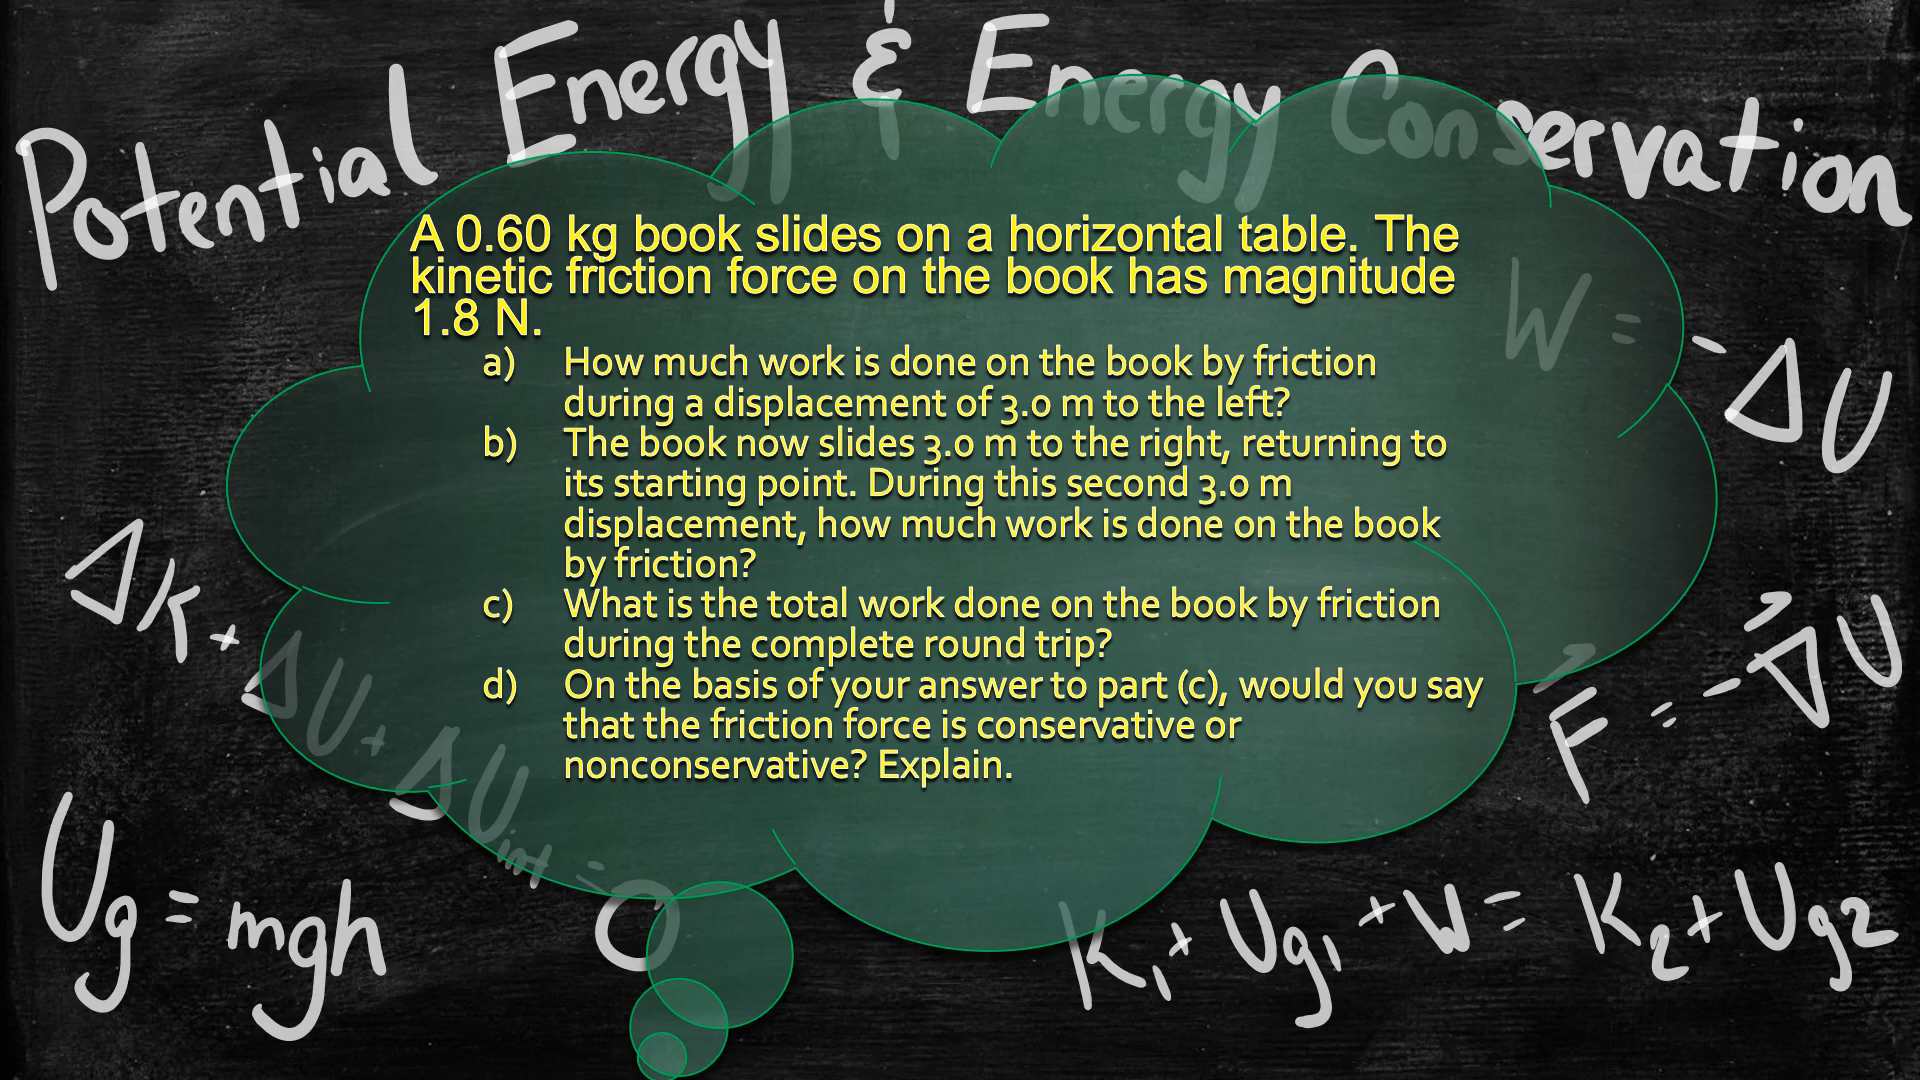 Potential Energy & Energy Conservation
A 0.60 kg book slides on a horizontal table. The
kinetic friction force on the book has magnitude
1.8 N.
a) How much work is done on the book by friction
during a displacement of 3.0 m to the left?
b) The book now slides 3.0 m to the right, returning to
its starting point. During this second 3.0 m
displacement, how much work is done on the book
by friction?
c) What is the total work done on the book by friction
during the complete round trip?
d) On the basis of your answer to part (c), would you say
that the friction force is conservative or
nonconservative? Explain.
W = -ΔU
ΔK + ΔU + ΔU_int = 0
F⃗ = -∇⃗U
Ug = mgh
K₁ + Ug₁ + W = K₂ + Ug₂